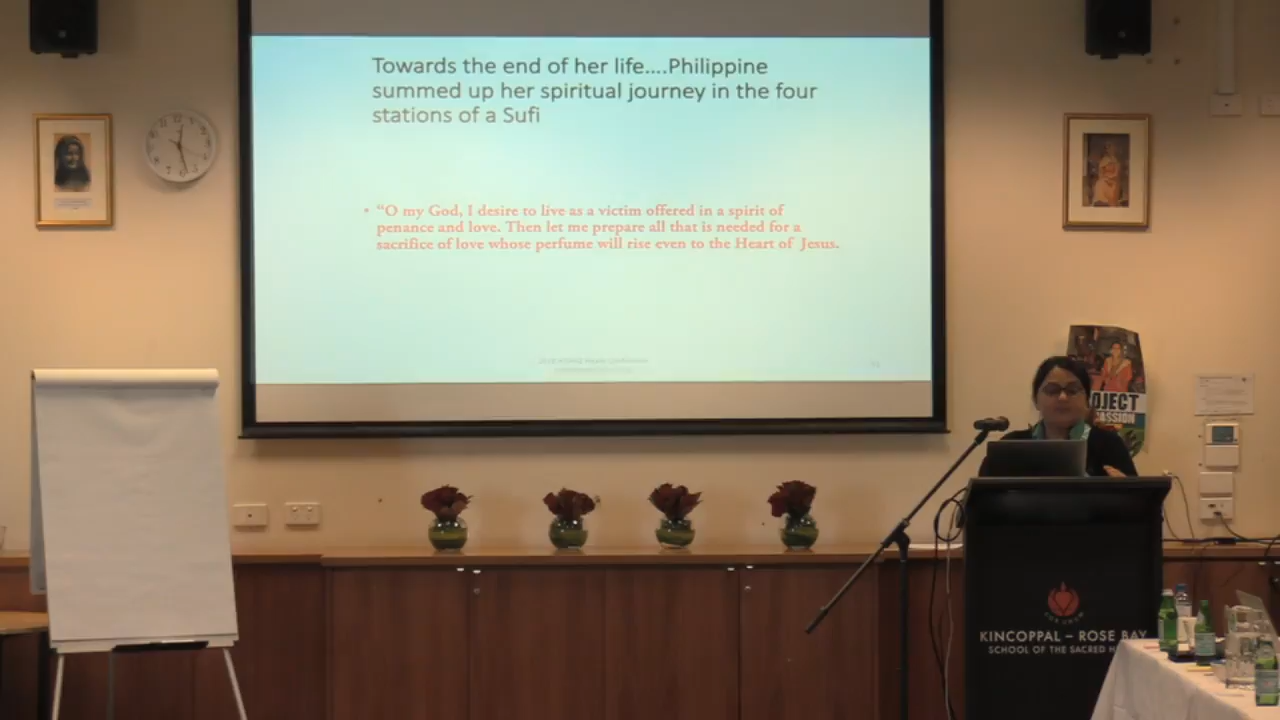 Towards the end of her life....Philippine
summed up her spiritual journey in the four
stations of a Sufi
• “O my God, I desire to live as a victim offered in a spirit of
penance and love. Then let me prepare all that is needed for a
sacrifice of love whose perfume will rise even to the Heart of Jesus.
OJECT
PASSION
KINCOPPAL – ROSE BAY
SCHOOL OF THE SACRED H